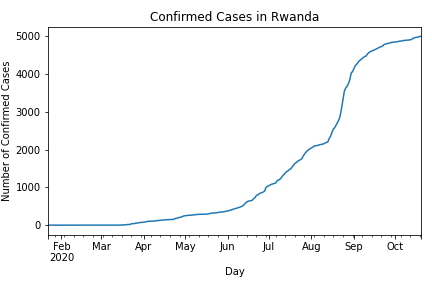 Confirmed Cases in Rwanda
Number of Confirmed Cases
5000
4000
3000
2000
1000
0
Feb Mar Apr May Jun Jul Aug Sep Oct
2020
Day